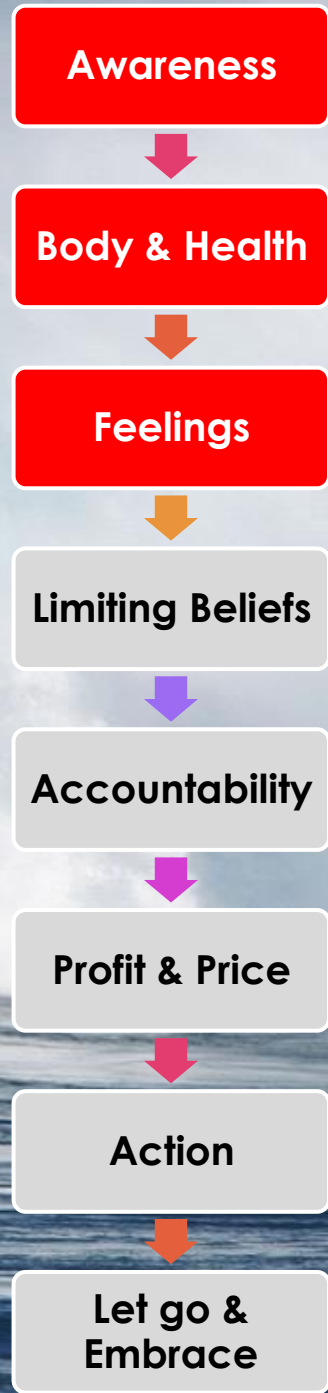 Awareness
Body & Health
Feelings
Limiting Beliefs
Accountability
Profit & Price
Action
Let go &
Embrace